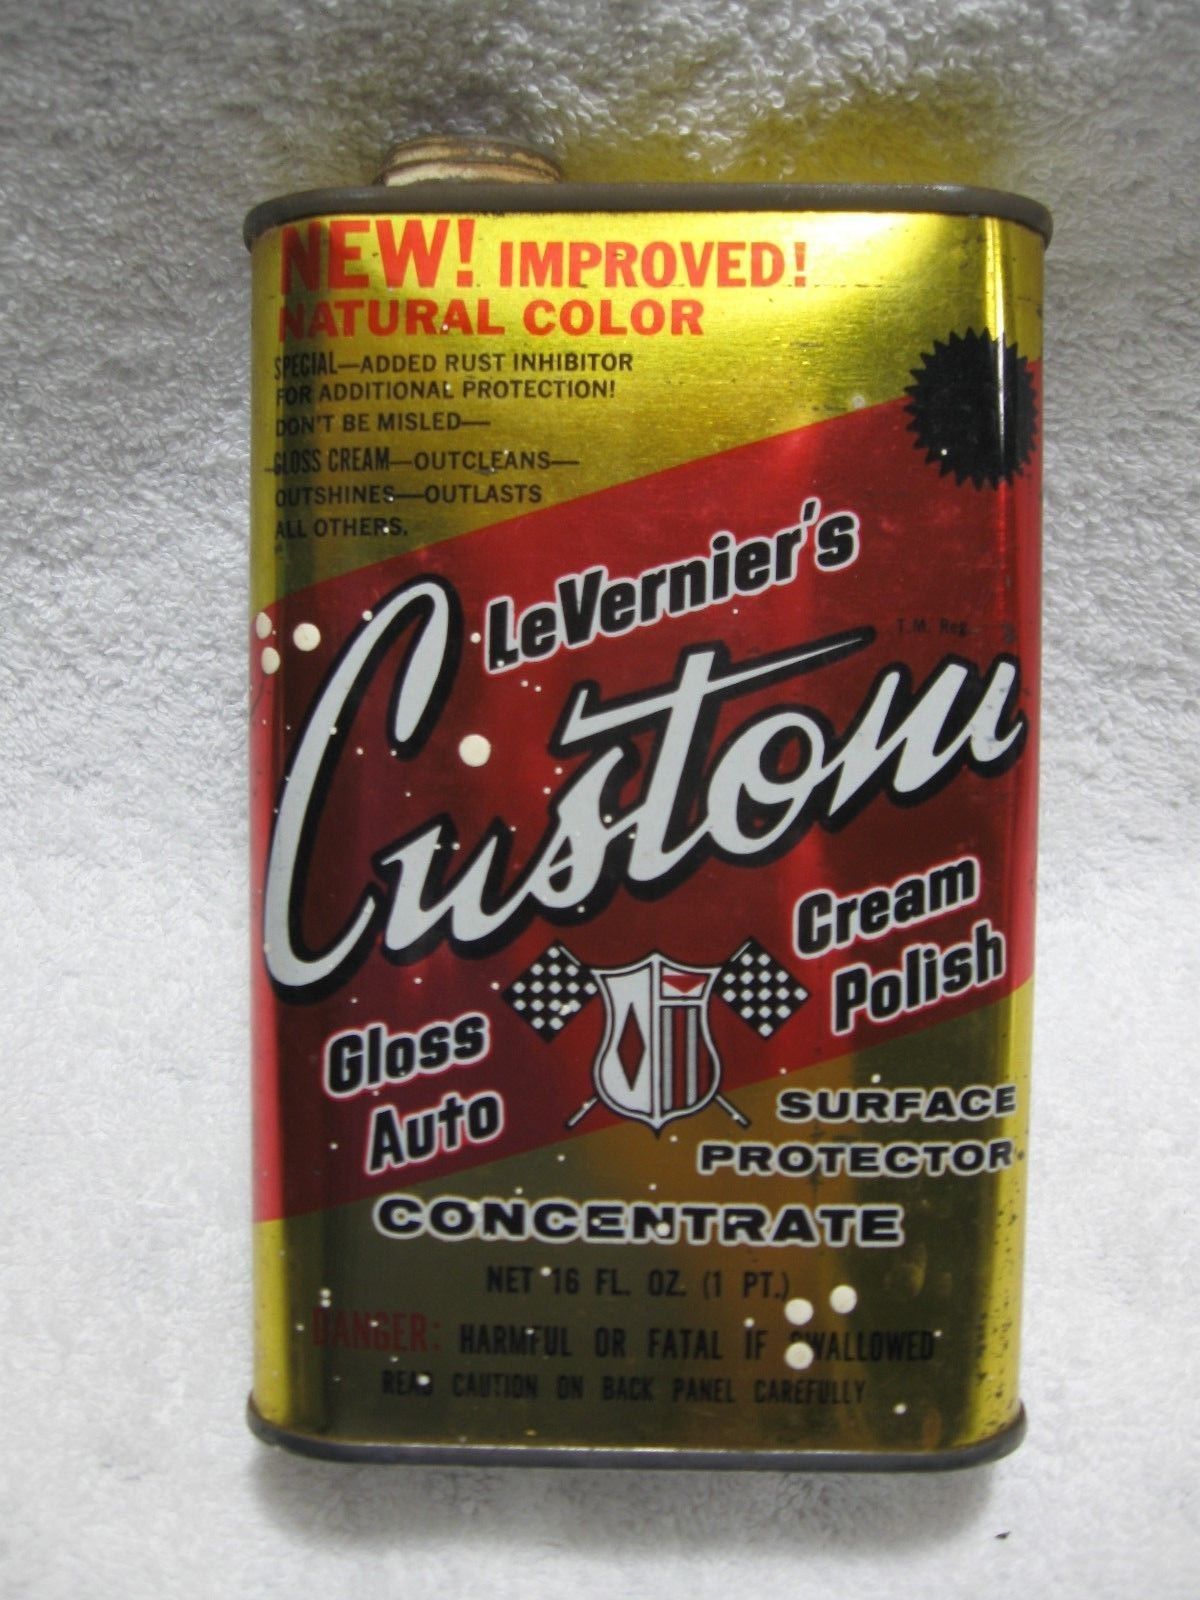 NEW! IMPROVED!
NATURAL COLOR
SPECIAL—ADDED RUST INHIBITOR
FOR ADDITIONAL PROTECTION!
DON'T BE MISLED—
—GLOSS CREAM—OUTCLEANS—
OUTSHINES—OUTLASTS
ALL OTHERS.
LeVernier's
T.M. Reg.
Custom
Cream
Polish
Gloss
Auto
SURFACE
PROTECTOR
CONCENTRATE
NET 16 FL. OZ. (1 PT.)
DANGER: HARMFUL OR FATAL IF SWALLOWED
READ CAUTION ON BACK PANEL CAREFULLY